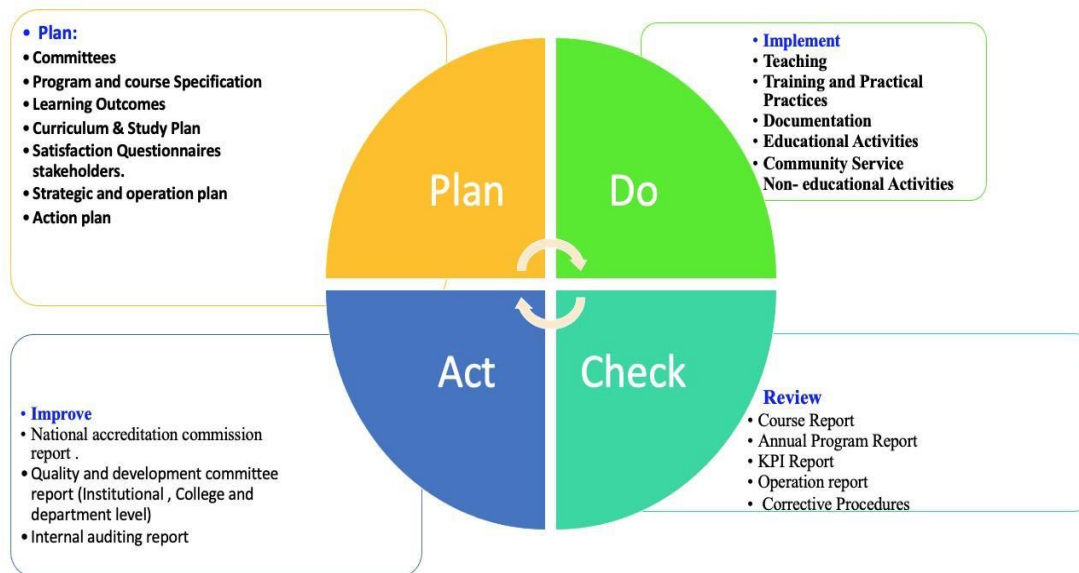 • Plan:
• Committees
• Program and course Specification
• Learning Outcomes
• Curriculum & Study Plan
• Satisfaction Questionnaires
stakeholders.
• Strategic and operation plan
• Action plan
Plan
Do
• Implement
• Teaching
• Training and Practical
Practices
• Documentation
• Educational Activities
• Community Service
Non- educational Activities
Act
Check
• Improve
• National accreditation commission
report .
• Quality and development committee
report (Institutional , College and
department level)
• Internal auditing report
Review
• Course Report
• Annual Program Report
• KPI Report
• Operation report
• Corrective Procedures